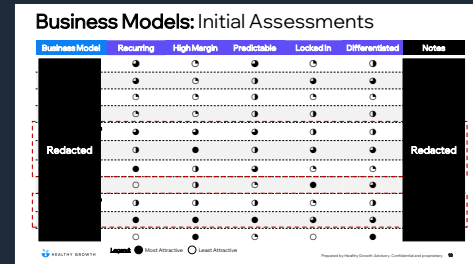 Business Models: Initial Assessments
Business Model Recurring High Margin Predictable Locked In Differentiated Notes
Redacted Redacted
HEALTHY GROWTH Legend: Most Attractive Least Attractive Prepared by Healthy Growth Advisory. Confidential and proprietary.